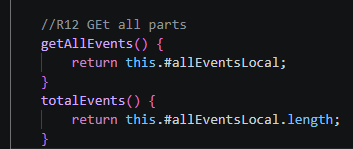 //R12 GEt all parts
getAllEvents() {
return this.#allEventsLocal;
}
totalEvents() {
return this.#allEventsLocal.length;
}